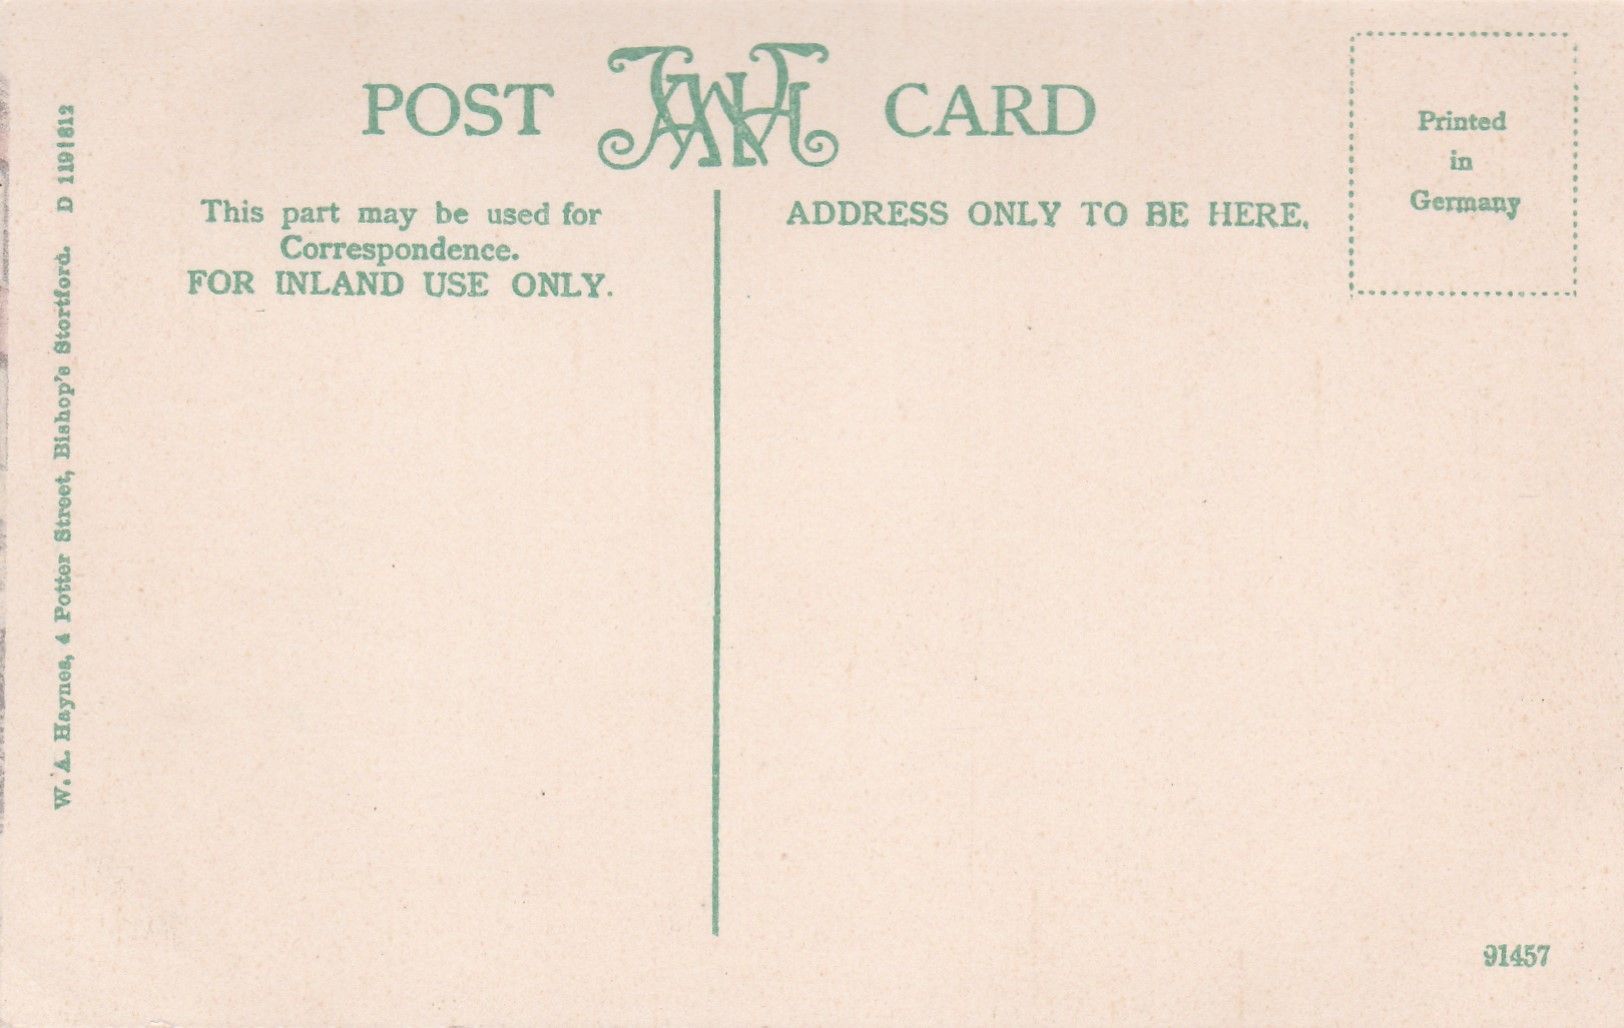 POST CARD
This part may be used for
Correspondence.
FOR INLAND USE ONLY.
ADDRESS ONLY TO BE HERE.
Printed
in
Germany
W. A. Haynes, 4 Potter Street, Bishop's Stortford. D 1191812
91457